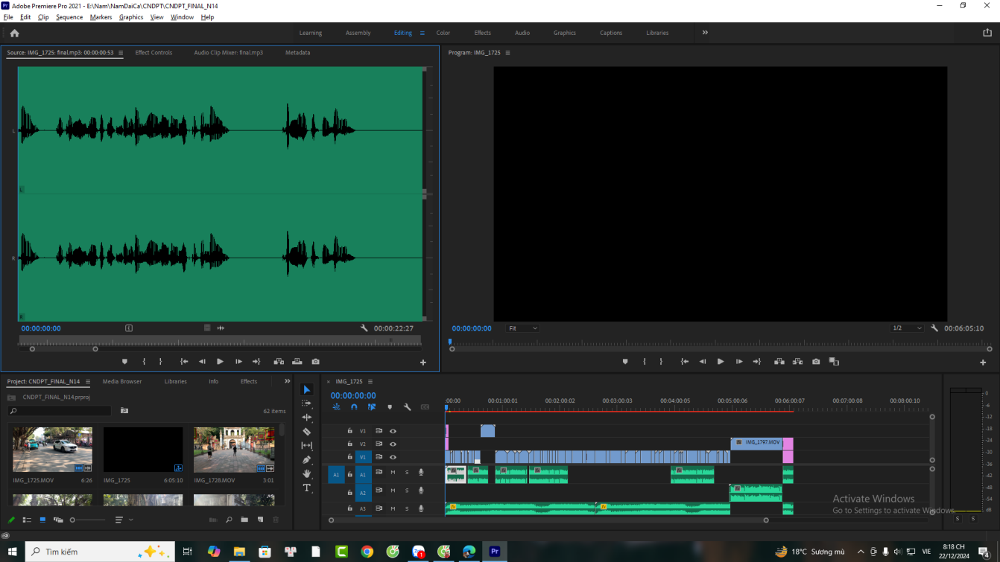 Adobe Premiere Pro 2021 - E:\Nam\NamDaiCa\CNDPT\CNDPT_FINAL_N14
File Edit Clip Sequence Markers Graphics View Window Help
Learning Assembly Editing Color Effects Audio Graphics Captions Libraries
Source: IMG_1725: final.mp3: 00:00:00:53 Effect Controls Audio Clip Mixer: final.mp3 Metadata
Program: IMG_1725
L
L
R
R
00:00:00:00 00:00:22:27
00:00:00:00 Fit 1/2 00:06:05:10
Project: CNDPT_FINAL_N14 Media Browser Libraries Info Effects
CNDPT_FINAL_N14.prproj
62 items
IMG_1725.MOV 6:26
IMG_1725 6:05:10
IMG_1728.MOV 3:01
IMG_1725
00:00:00:00
:00:00 00:01:00:01 00:02:00:02 00:03:00:03 00:04:00:05 00:05:00:06 00:06:00:07 00:07:00:08 00:08:00:10
V3
V2 IMG_1797.MOV
V1
A1 A1 M S
A2 M S
A3 M S
0
-6
-12
-18
-24
-30
-36
-42
-48
-54
dB
S S
Activate Windows
Go to Settings to activate Windows.
Tìm kiếm
18°C Sương mù VIE 8:18 CH
22/12/2024